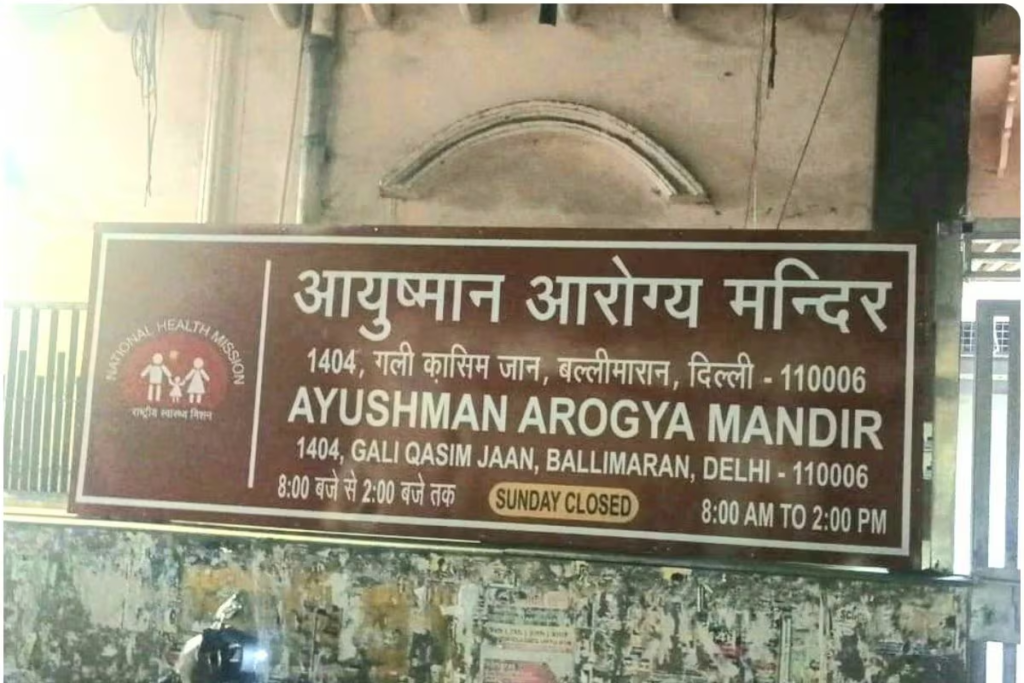 NATIONAL HEALTH MISSION
राष्ट्रीय स्वास्थ्य मिशन
आयुष्मान आरोग्य मन्दिर
1404, गली क़ासिम जान, बल्लीमारान, दिल्ली - 110006
AYUSHMAN AROGYA MANDIR
1404, GALI QASIM JAAN, BALLIMARAN, DELHI - 110006
8:00 बजे से 2:00 बजे तक SUNDAY CLOSED 8:00 AM TO 2:00 PM